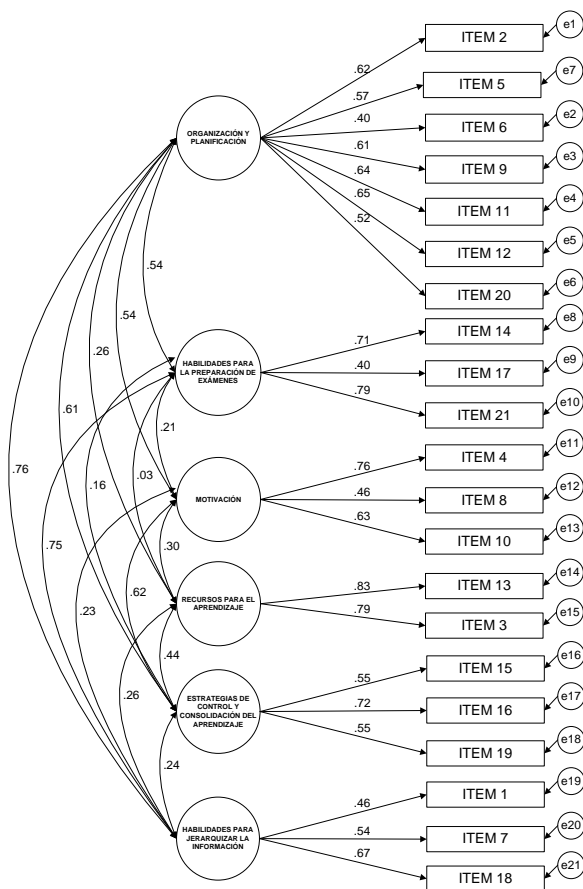 e1
ITEM 2
.62
e7
ITEM 5
.57
e2
ITEM 6
.40
e3
ITEM 9
.61
e4
ITEM 11
.64
e5
ITEM 12
.65
e6
ITEM 20
.52
ORGANIZACIÓN Y
PLANIFICACIÓN
.54
.54
.26
.61
.76
e8
ITEM 14
.71
e9
ITEM 17
.40
e10
ITEM 21
.79
HABILIDADES PARA
LA PREPARACIÓN DE
EXÁMENES
.21
.03
.16
.75
e11
ITEM 4
.76
e12
ITEM 8
.46
e13
ITEM 10
.63
MOTIVACIÓN
.30
.62
.23
e14
ITEM 13
.83
e15
ITEM 3
.79
RECURSOS PARA EL
APRENDIZAJE
.44
.26
e16
ITEM 15
.55
e17
ITEM 16
.72
e18
ITEM 19
.55
ESTRATEGIAS DE
CONTROL Y
CONSOLIDACIÓN DEL
APRENDIZAJE
.24
e19
ITEM 1
.46
e20
ITEM 7
.54
e21
ITEM 18
.67
HABILIDADES PARA
JERARQUIZAR LA
INFORMACIÓN